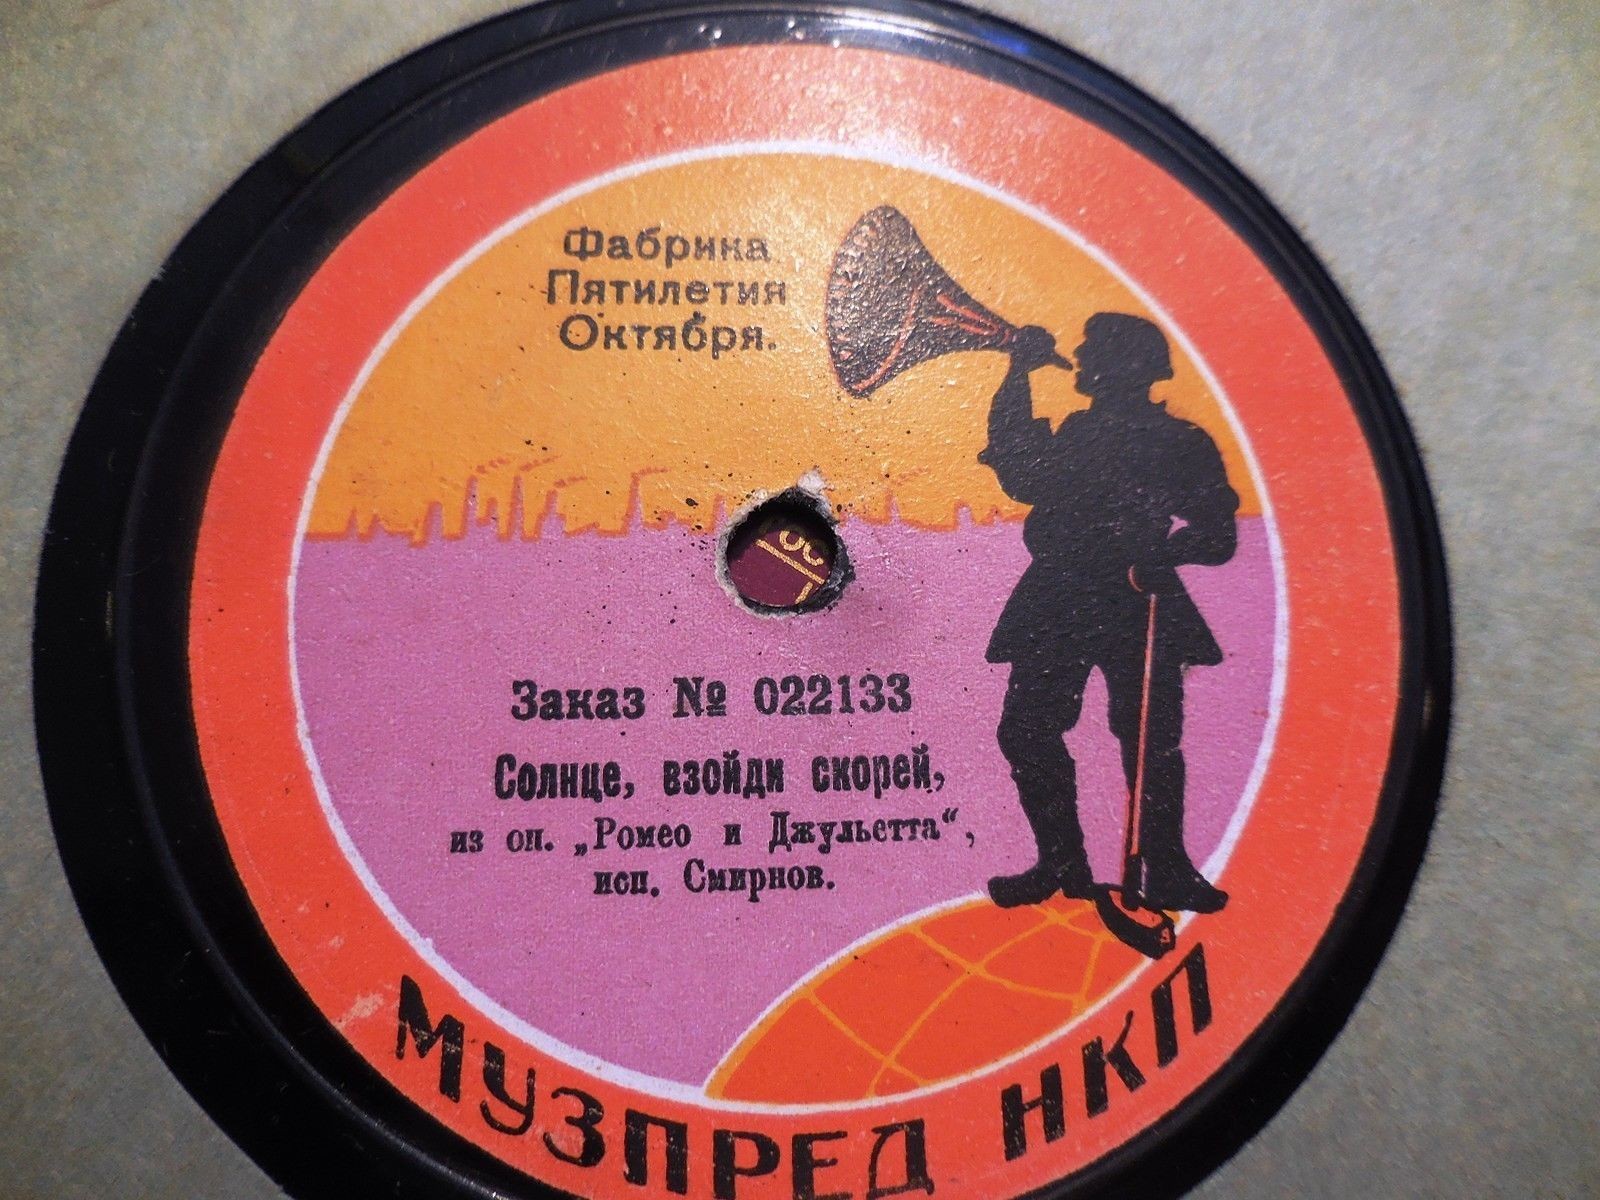 Фабрика
Пятилетия
Октября.
Заказ № 022133
Солнце, взойди скорей,
из оп. „Ромео и Джульетта“,
исп. Смирнов.
МУЗПРЕД НКП